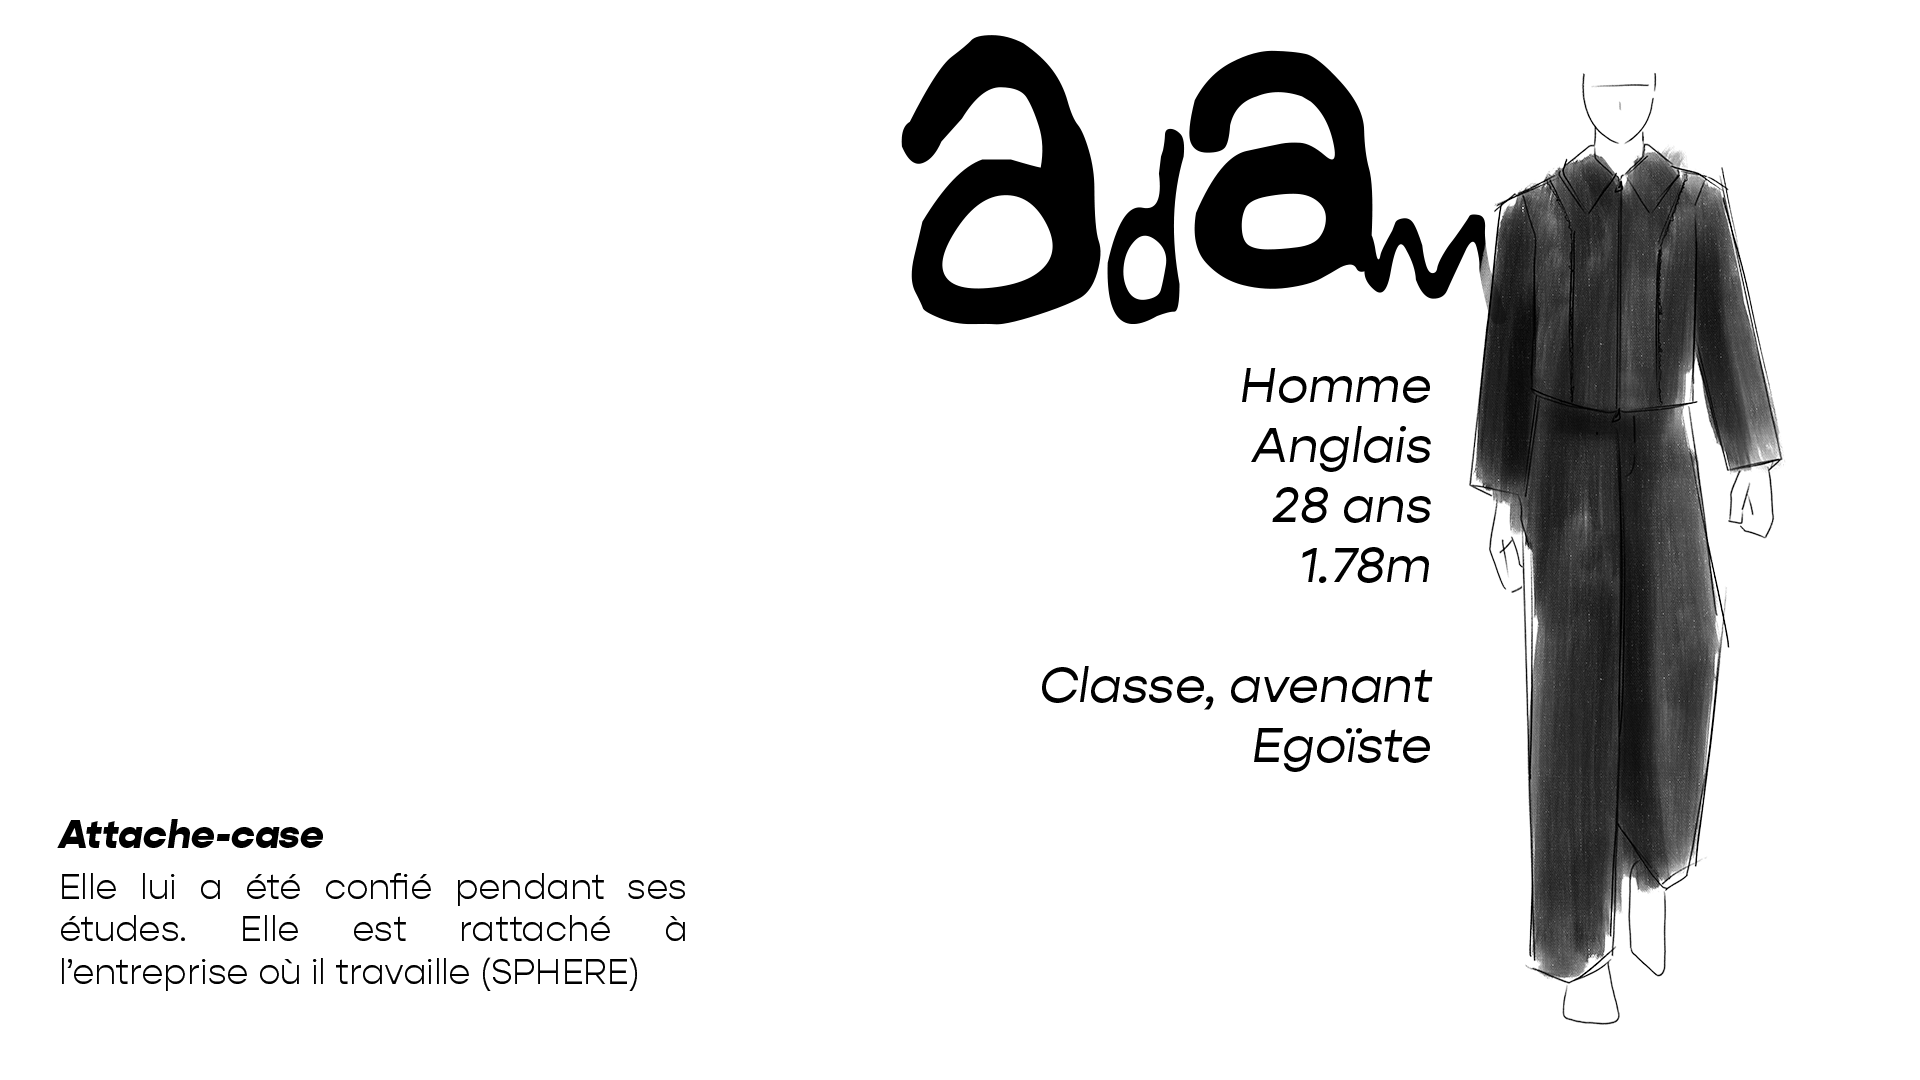 adam
Homme
Anglais
28 ans
1.78m
Classe, avenant
Egoïste
Attache-case
Elle lui a été confié pendant ses
études. Elle est rattaché à
l'entreprise où il travaille (SPHERE)